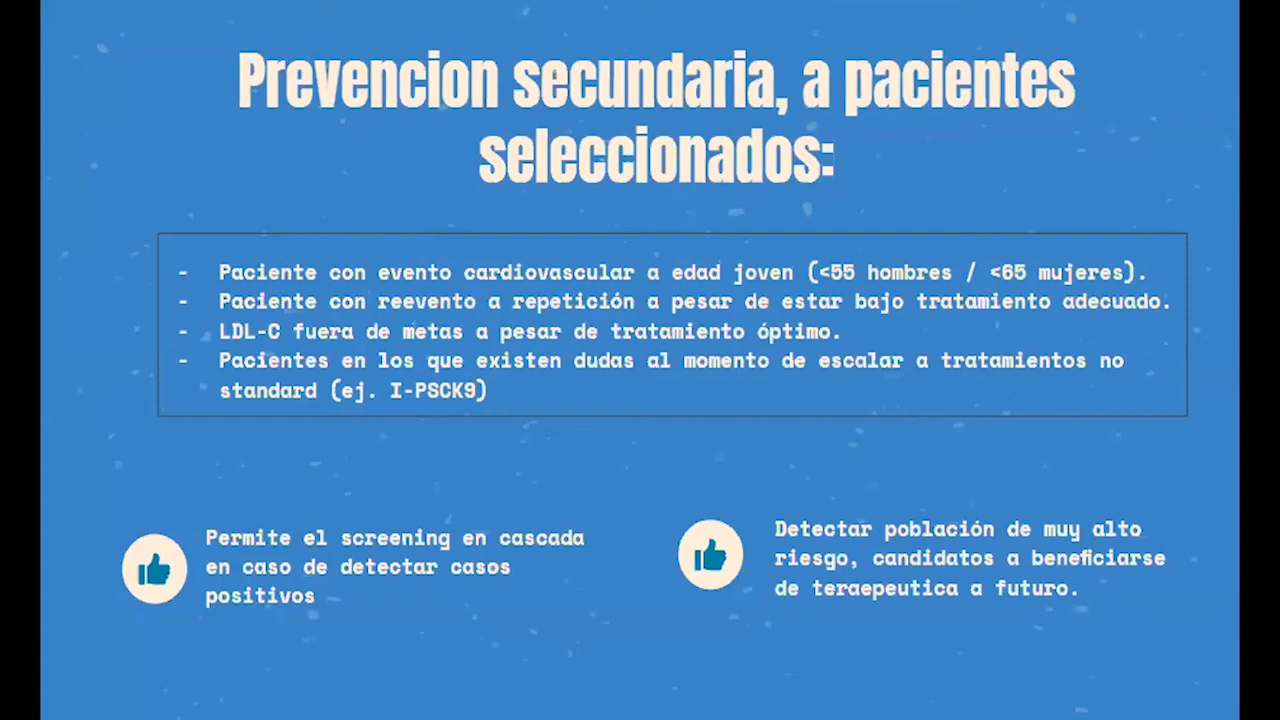 Prevencion secundaria, a pacientes
seleccionados:
- Paciente con evento cardiovascular a edad joven (<55 hombres / <65 mujeres).
- Paciente con reevento a repetición a pesar de estar bajo tratamiento adecuado.
- LDL-C fuera de metas a pesar de tratamiento óptimo.
- Pacientes en los que existen dudas al momento de escalar a tratamientos no
standard (ej. I-PSCK9)
Permite el screening en cascada
en caso de detectar casos
positivos
Detectar población de muy alto
riesgo, candidatos a beneficiarse
de teraepeutica a futuro.